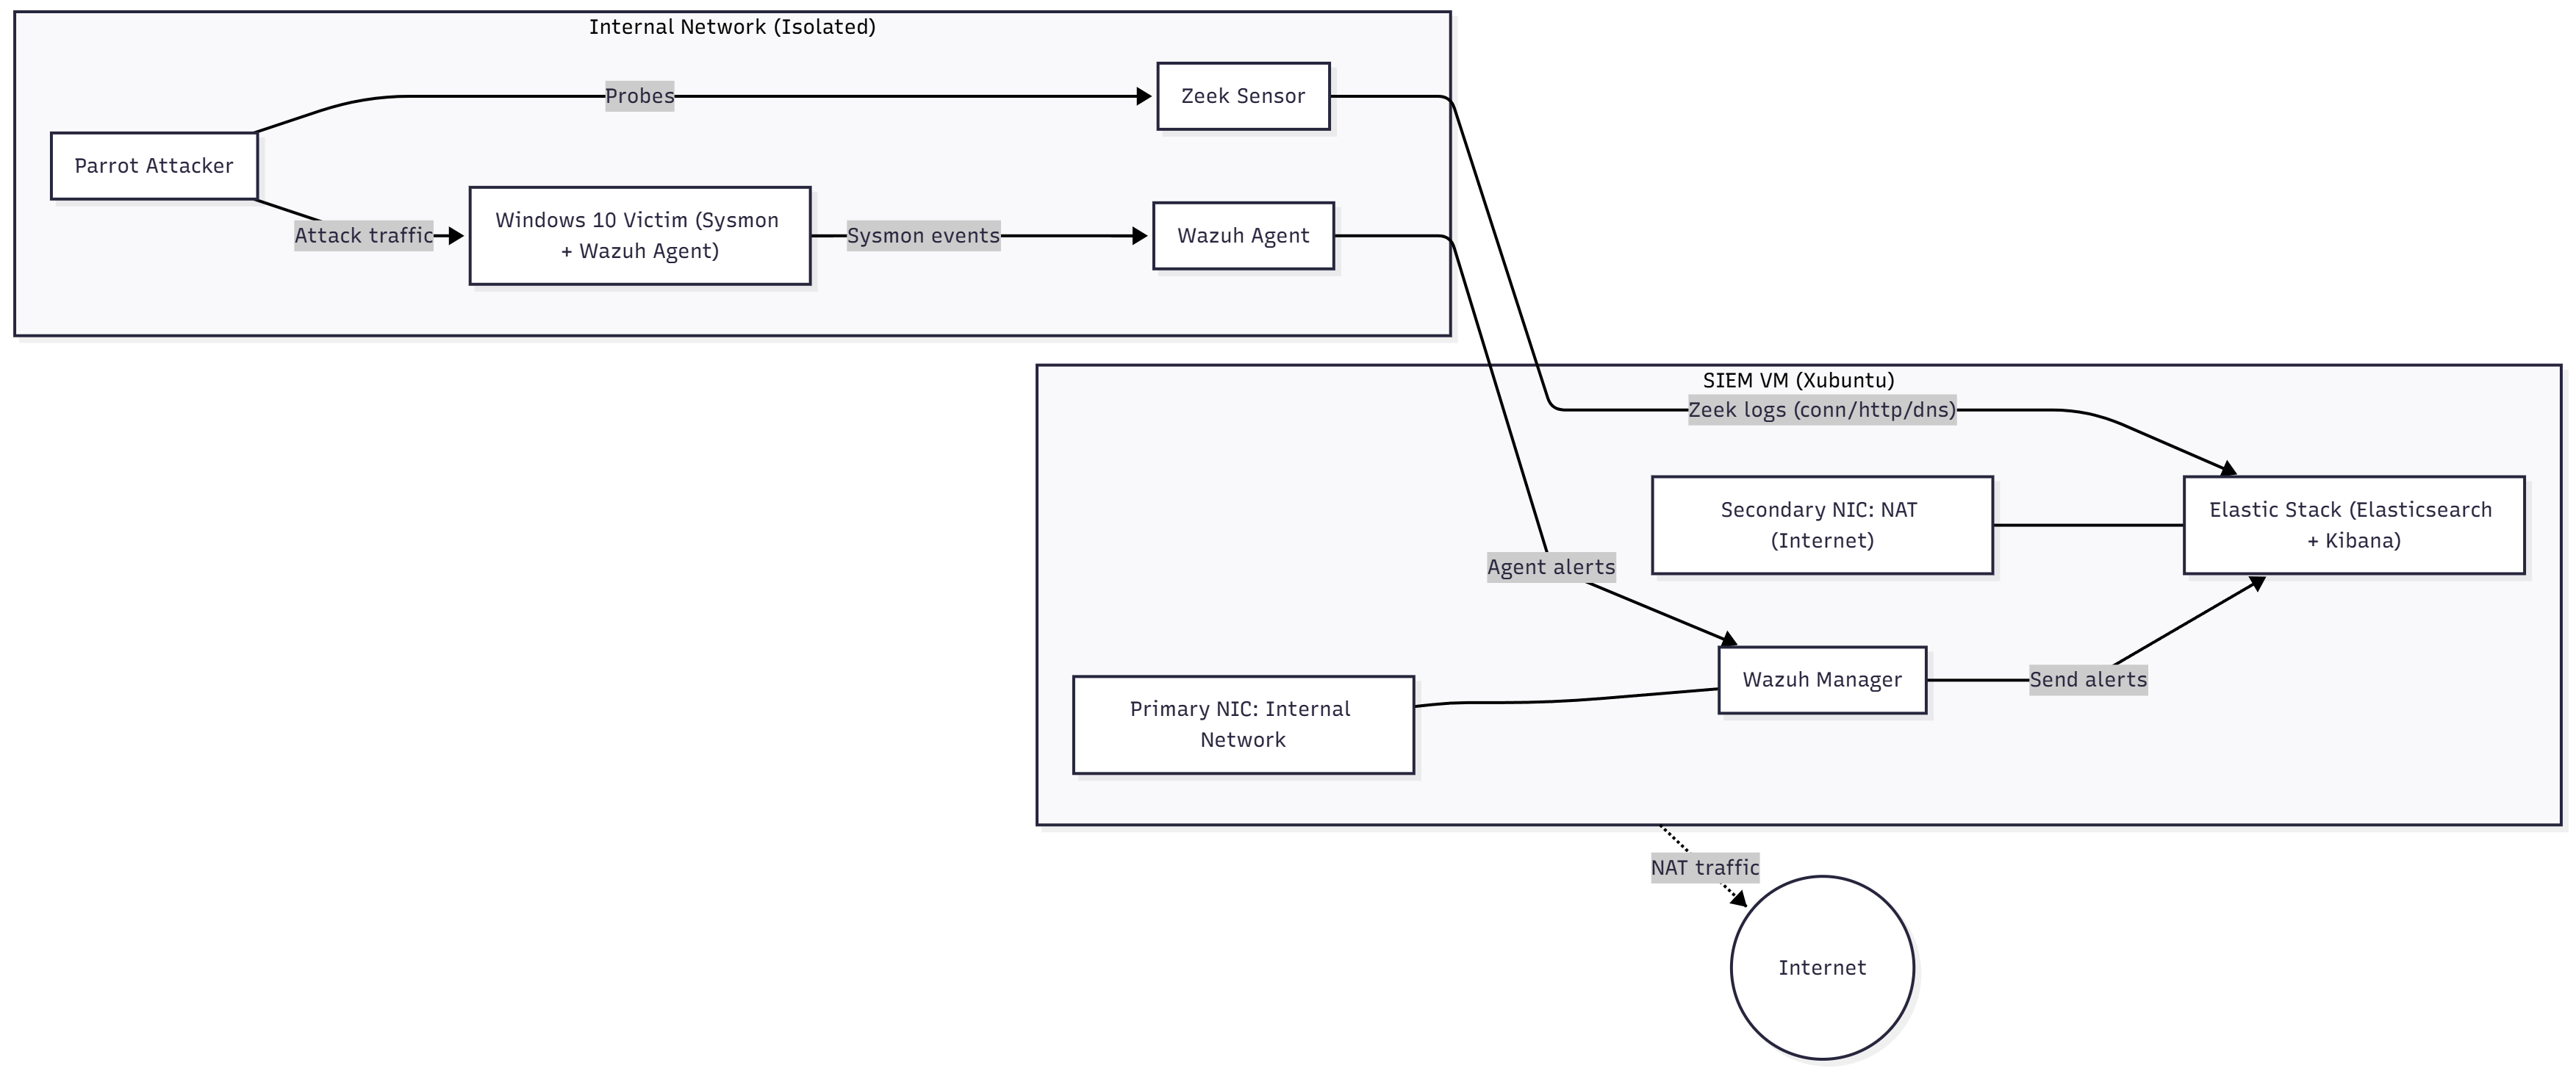 Internal Network (Isolated)
Probes
Zeek Sensor
Parrot Attacker
Attack traffic
Windows 10 Victim (Sysmon
+ Wazuh Agent)
Sysmon events
Wazuh Agent
SIEM VM (Xubuntu)
Zeek logs (conn/http/dns)
Secondary NIC: NAT
(Internet)
Elastic Stack (Elasticsearch
+ Kibana)
Agent alerts
Wazuh Manager
Send alerts
Primary NIC: Internal
Network
NAT traffic
Internet